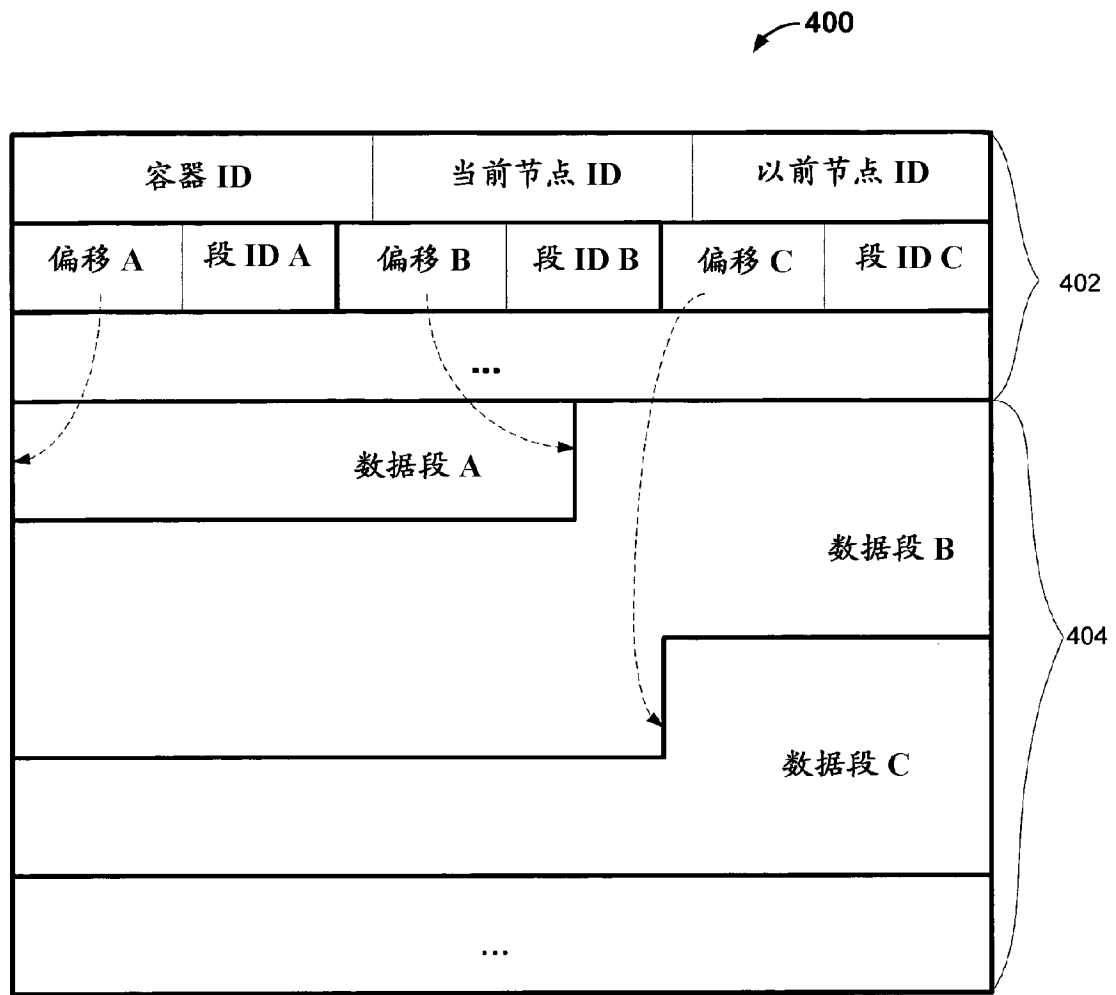 400
容器 ID 当前节点 ID 以前节点 ID
偏移 A 段 ID A 偏移 B 段 ID B 偏移 C 段 ID C
402
...
数据段 A
数据段 B
404
数据段 C
...